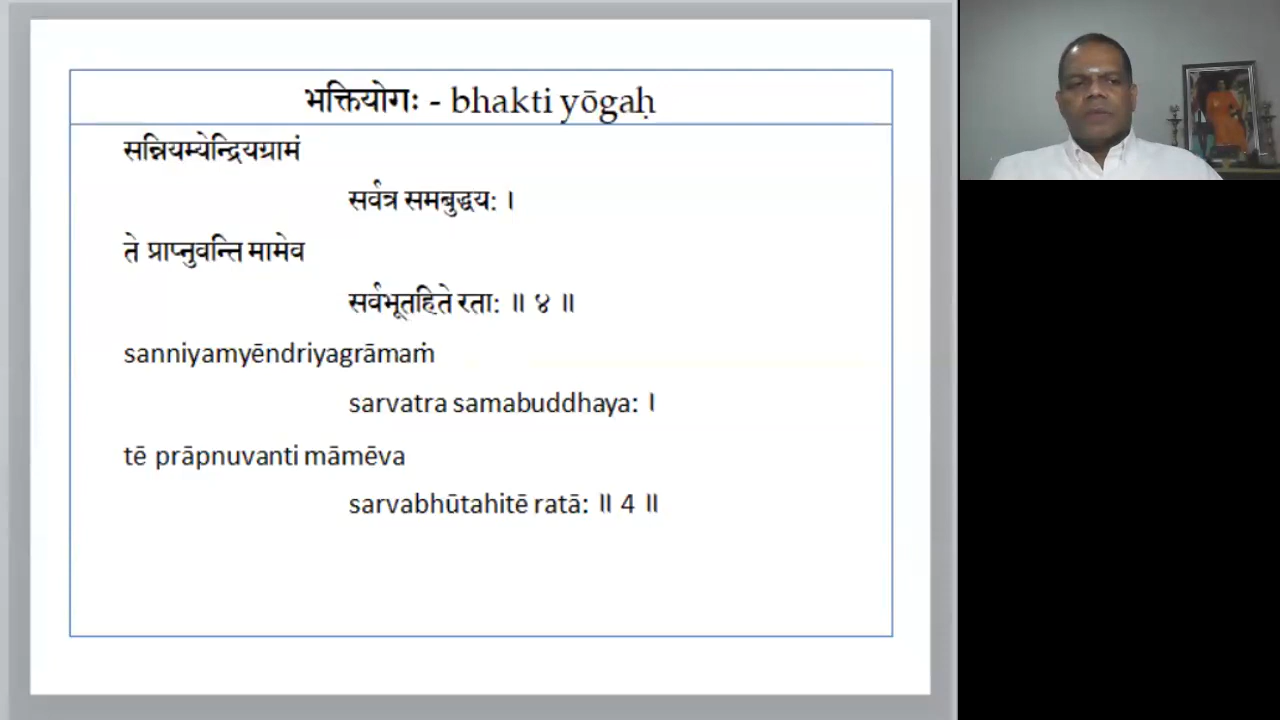 भक्तियोगः - bhakti yōgaḥ
सन्नियम्येन्द्रियग्रामं
सर्वत्र समबुद्धय: ।
ते प्राप्नुवन्ति मामेव
सर्वभूतहिते रता: ॥ ४ ॥
sanniyamyēndriyagrāmaṁ
sarvatra samabuddhaya: ।
tē prāpnuvanti māmēva
sarvabhūtahitē ratā: ॥ 4 ॥